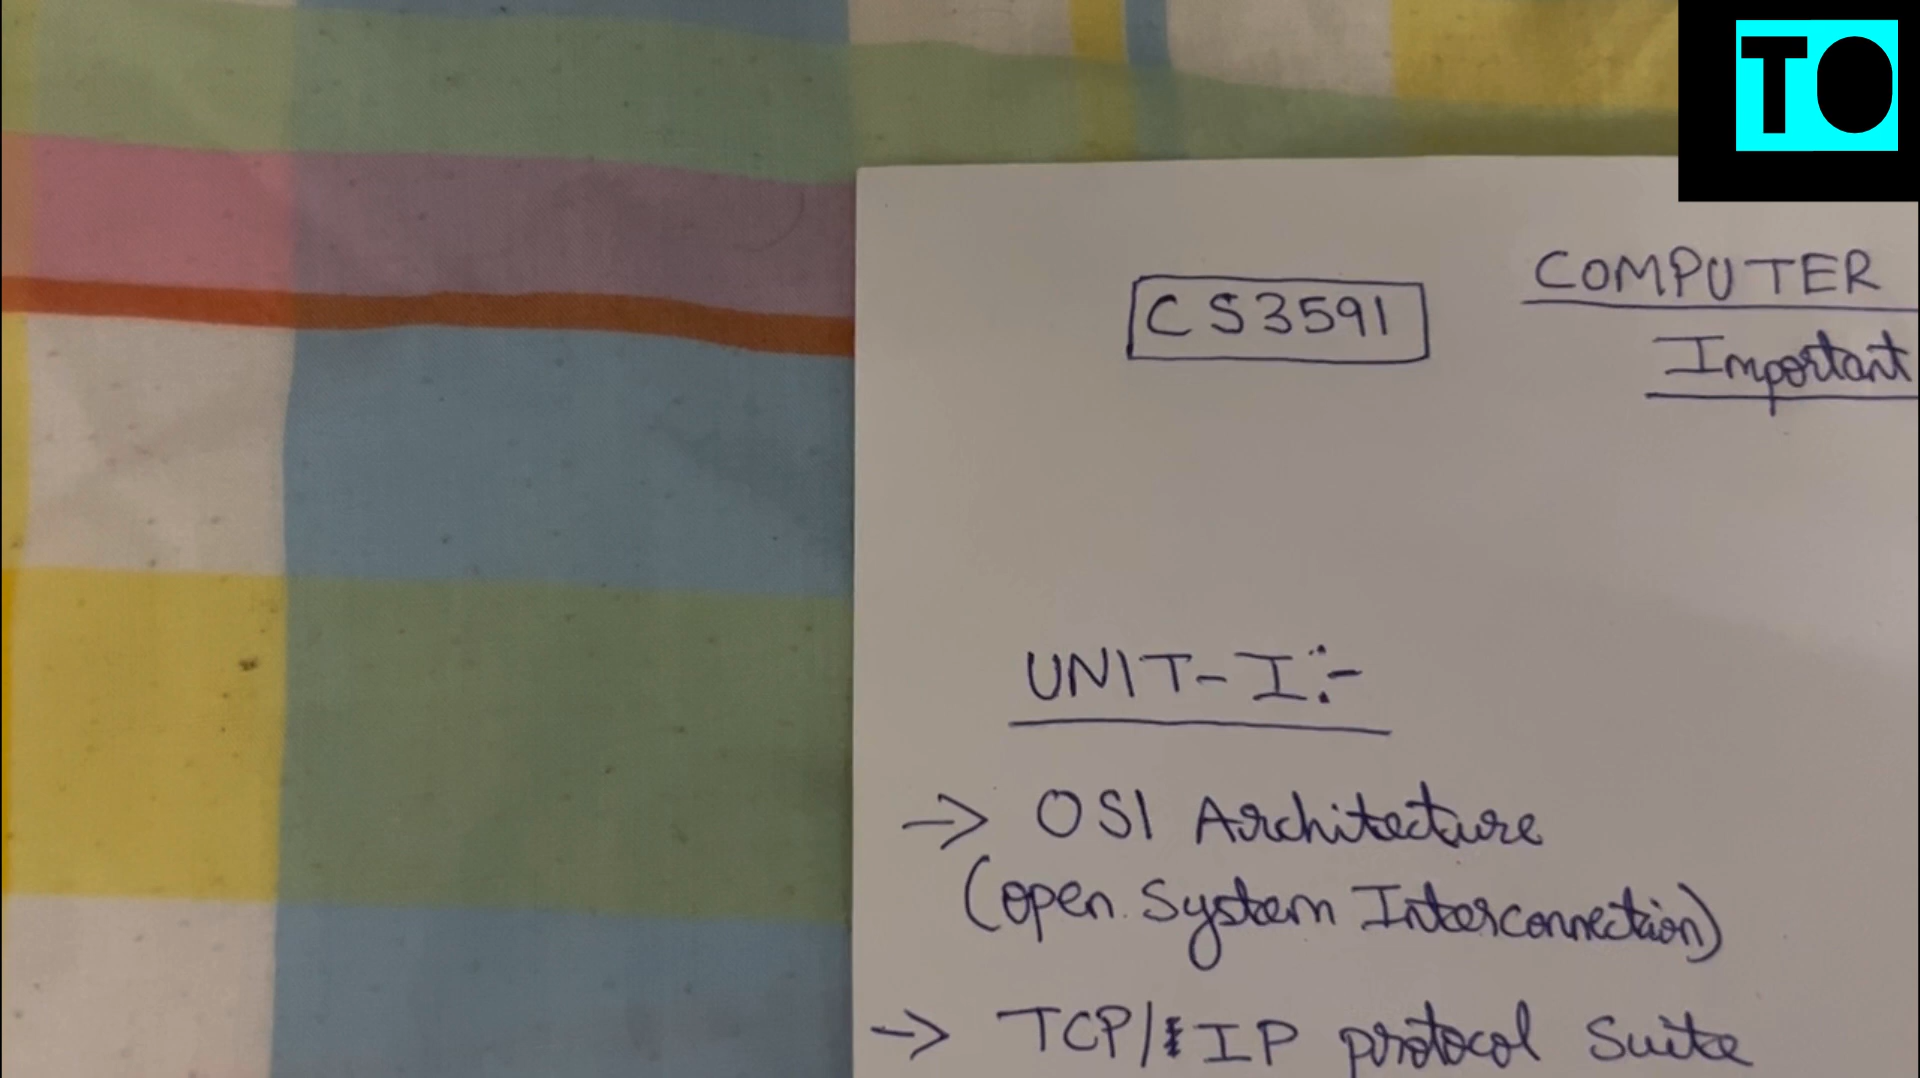 TO
CS3591
COMPUTER
Important
UNIT-I:-
→ OSI Architecture
(open System Interconnection)
→ TCP/IP protocol Suite